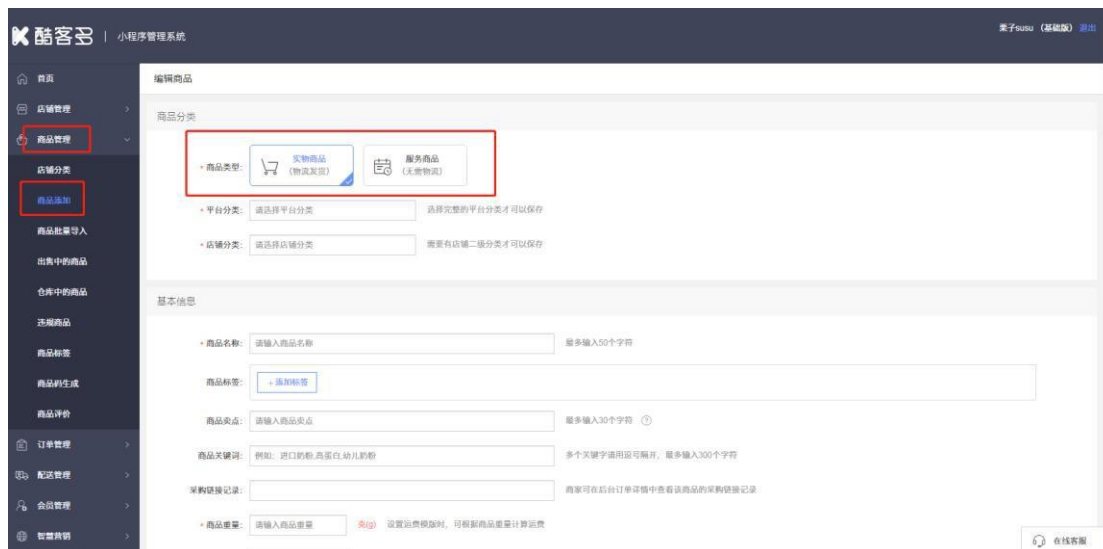 酷客多 | 小程序管理系统
栗子susu (基础版) 退出
首页
店铺管理
商品管理
店铺分类
商品添加
商品批量导入
出售中的商品
仓库中的商品
违规商品
商品标签
商品码生成
商品评价
订单管理
配送管理
会员管理
智慧营销
编辑商品
商品分类
* 商品类型: 实物商品 (物流发货) 服务商品 (无需物流)
* 平台分类: 请选择平台分类 选择完整的平台分类才可以保存
* 店铺分类: 请选择店铺分类 需要有店铺二级分类才可以保存
基本信息
* 商品名称: 请输入商品名称 最多输入50个字符
商品标签: +添加标签
商品卖点: 请输入商品卖点 最多输入30个字符 ?
商品关键词: 例如: 进口奶粉,高蛋白,幼儿奶粉 多个关键字请用逗号隔开, 最多输入300个字符
采购链接记录: 商家可在后台订单详情中查看该商品的采购链接记录
* 商品重量: 请输入商品重量 克(g) 设置运费模版时, 可根据商品重量计算运费
在线客服